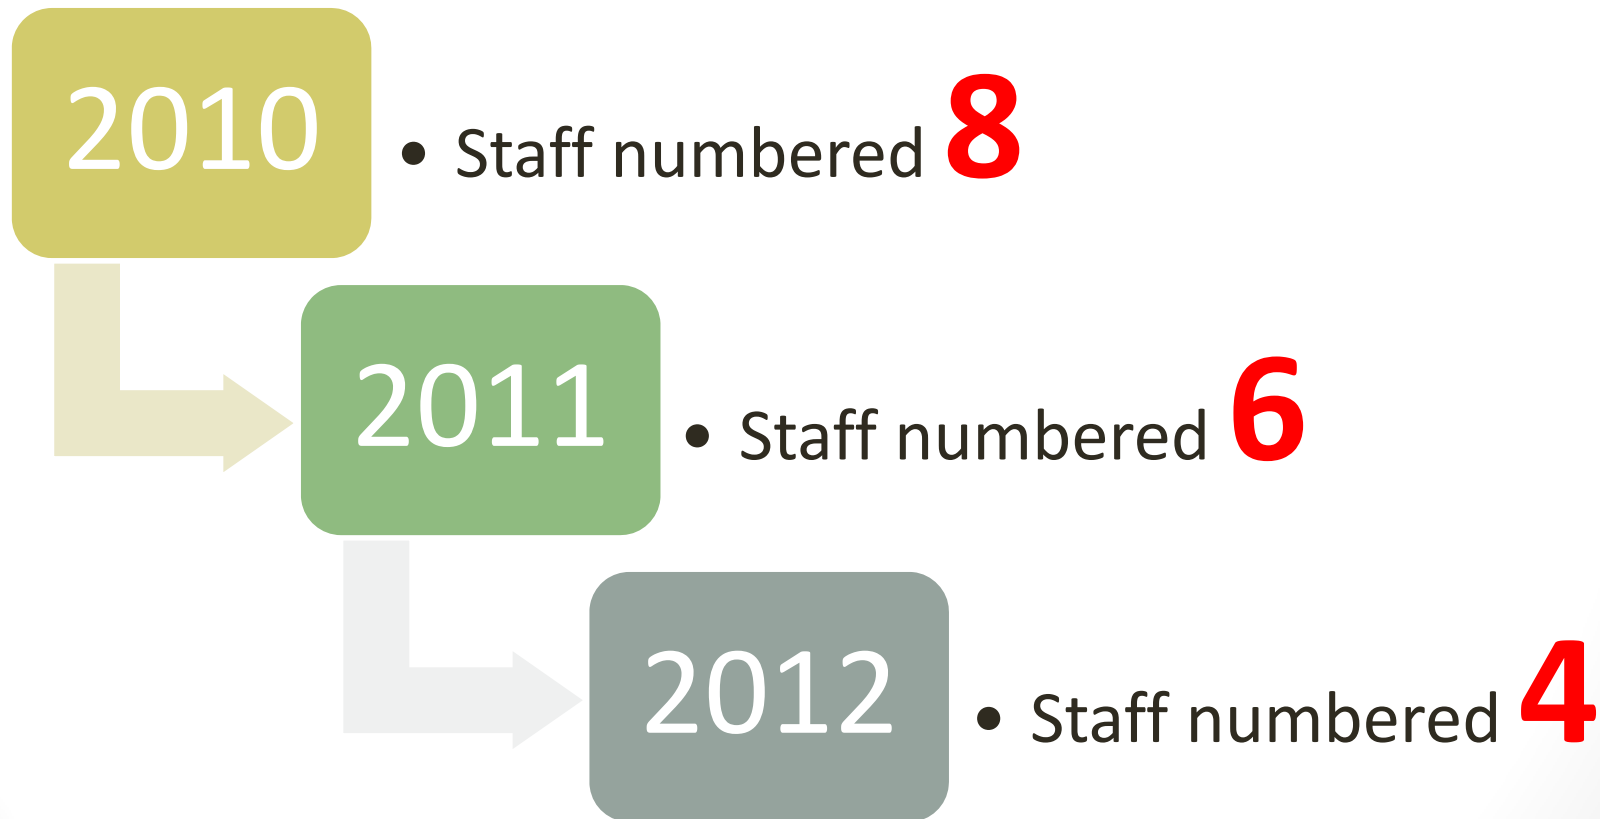 2010
• Staff numbered 8
2011
• Staff numbered 6
2012
• Staff numbered 4